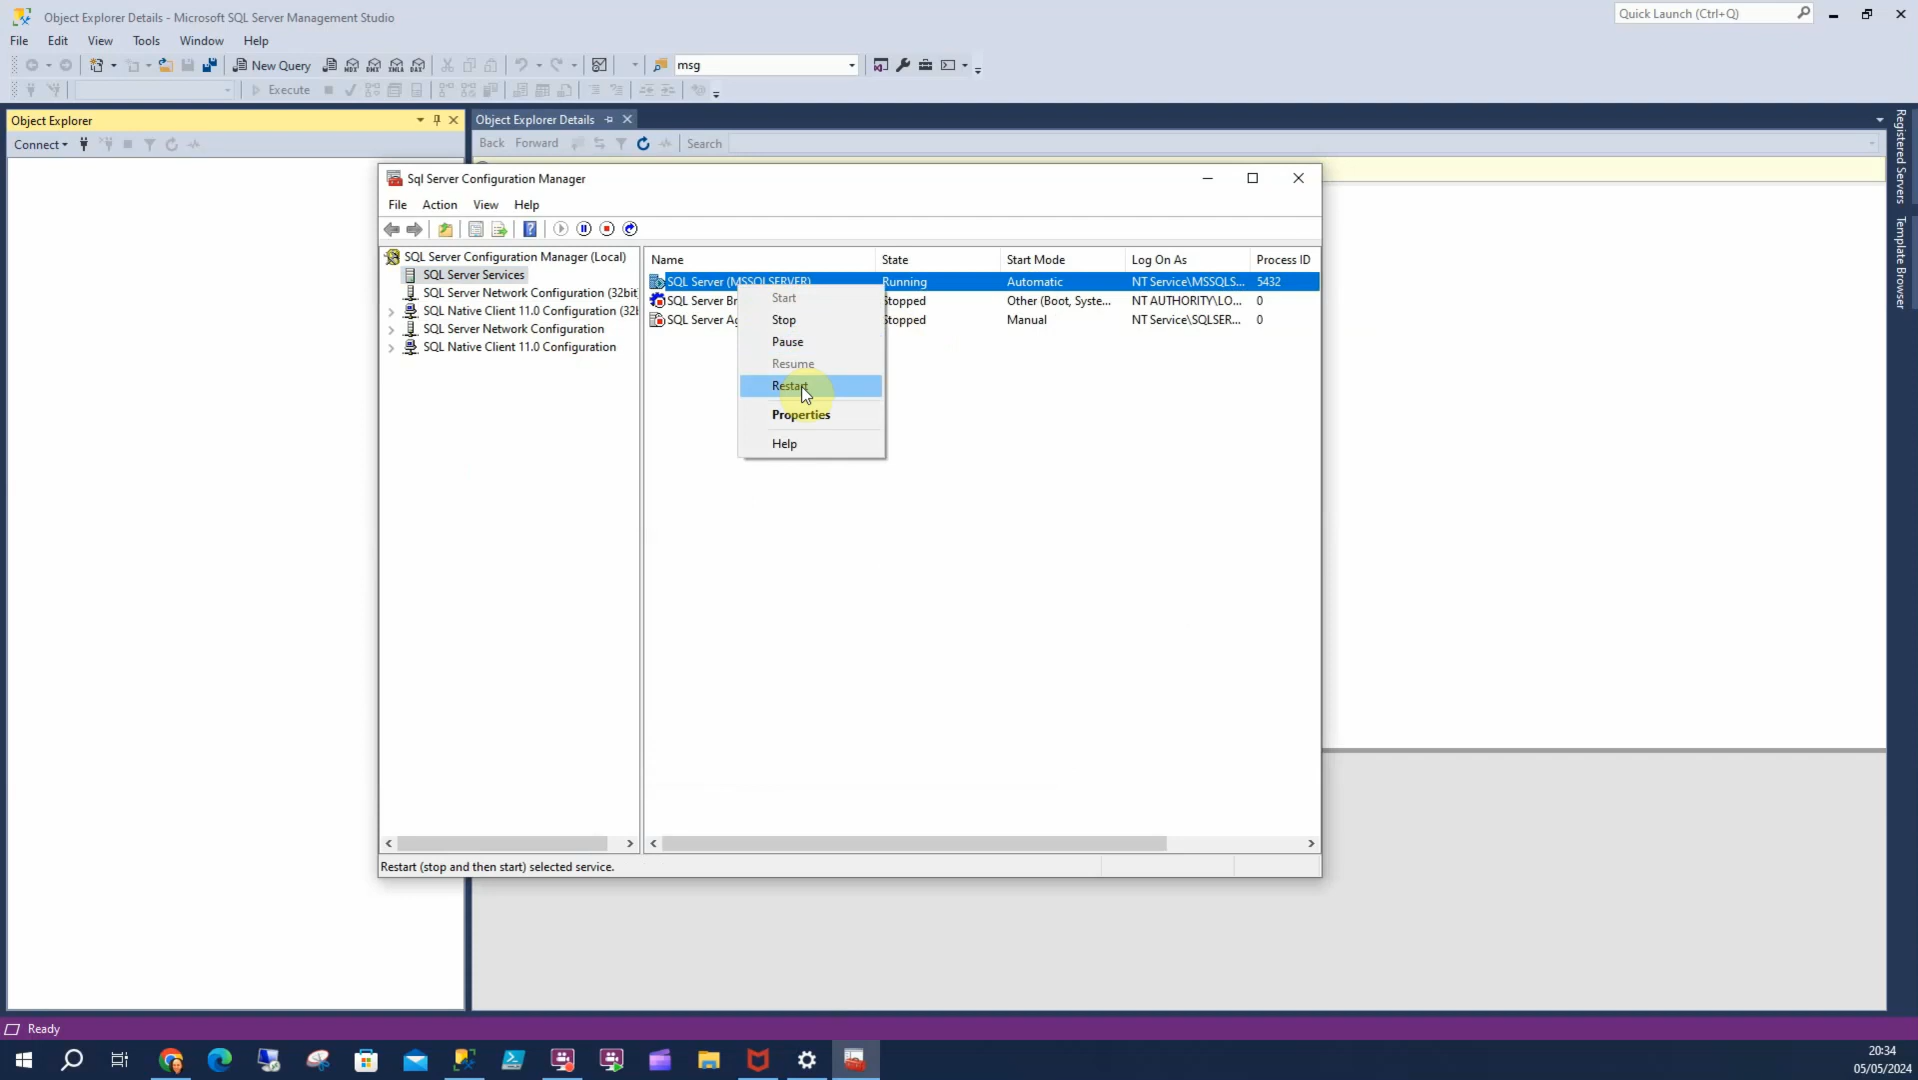 Object Explorer Details - Microsoft SQL Server Management Studio
Quick Launch (Ctrl+Q)
File Edit View Tools Window Help
New Query MDX DMX XMLA DAX msg
Execute
Object Explorer
Object Explorer Details
Connect
Back Forward Search
Registered Servers
Template Browser
Sql Server Configuration Manager
File Action View Help
SQL Server Configuration Manager (Local)
SQL Server Services
SQL Server Network Configuration (32bit
SQL Native Client 11.0 Configuration (32b
SQL Server Network Configuration
SQL Native Client 11.0 Configuration
Name State Start Mode Log On As Process ID
SQL Server (MSSQLSERVER) Running Automatic NT Service\MSSQLS... 5432
SQL Server Br Stopped Other (Boot, Syste... NT AUTHORITY\LO... 0
SQL Server Ag Stopped Manual NT Service\SQLSER... 0
Start
Stop
Pause
Resume
Restart
Properties
Help
Restart (stop and then start) selected service.
Ready
20:34
05/05/2024